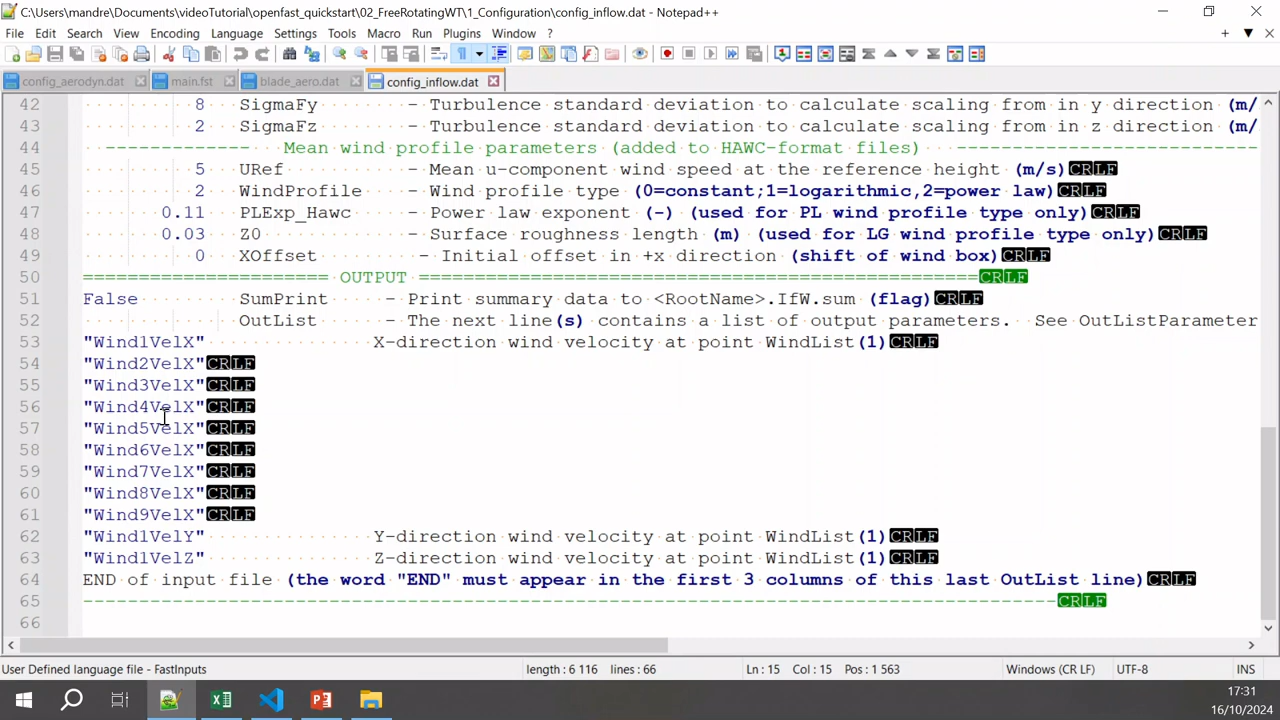 C:\Users\mandre\Documents\videoTutorial\openfast_quickstart\02_FreeRotatingWT\1_Configuration\config_inflow.dat - Notepad++
File Edit Search View Encoding Language Settings Tools Macro Run Plugins Window ?
config_aerodyn.dat main.fst blade_aero.dat config_inflow.dat
42 8 SigmaFy - Turbulence standard deviation to calculate scaling from in y direction (m/
43 2 SigmaFz - Turbulence standard deviation to calculate scaling from in z direction (m/
44 ------------- Mean wind profile parameters (added to HAWC-format files) ----------------------------
45 5 URef - Mean u-component wind speed at the reference height (m/s)CRLF
46 2 WindProfile - Wind profile type (0=constant;1=logarithmic,2=power law)CRLF
47 0.11 PLExp_Hawc - Power law exponent (-) (used for PL wind profile type only)CRLF
48 0.03 Z0 - Surface roughness length (m) (used for LG wind profile type only)CRLF
49 0 XOffset - Initial offset in +x direction (shift of wind box)CRLF
50 ====================== OUTPUT ==================================================CRLF
51 False SumPrint - Print summary data to <RootName>.IfW.sum (flag)CRLF
52 OutList - The next line(s) contains a list of output parameters. See OutListParameter
53 "Wind1VelX" X-direction wind velocity at point WindList(1)CRLF
54 "Wind2VelX"CRLF
55 "Wind3VelX"CRLF
56 "Wind4VelX"CRLF
57 "Wind5VelX"CRLF
58 "Wind6VelX"CRLF
59 "Wind7VelX"CRLF
60 "Wind8VelX"CRLF
61 "Wind9VelX"CRLF
62 "Wind1VelY" Y-direction wind velocity at point WindList(1)CRLF
63 "Wind1VelZ" Z-direction wind velocity at point WindList(1)CRLF
64 END of input file (the word "END" must appear in the first 3 columns of this last OutList line)CRLF
65 ---------------------------------------------------------------------------------------CRLF
66
User Defined language file - FastInputs length : 6 116 lines : 66 Ln : 15 Col : 15 Pos : 1 563 Windows (CR LF) UTF-8 INS
17:31
16/10/2024